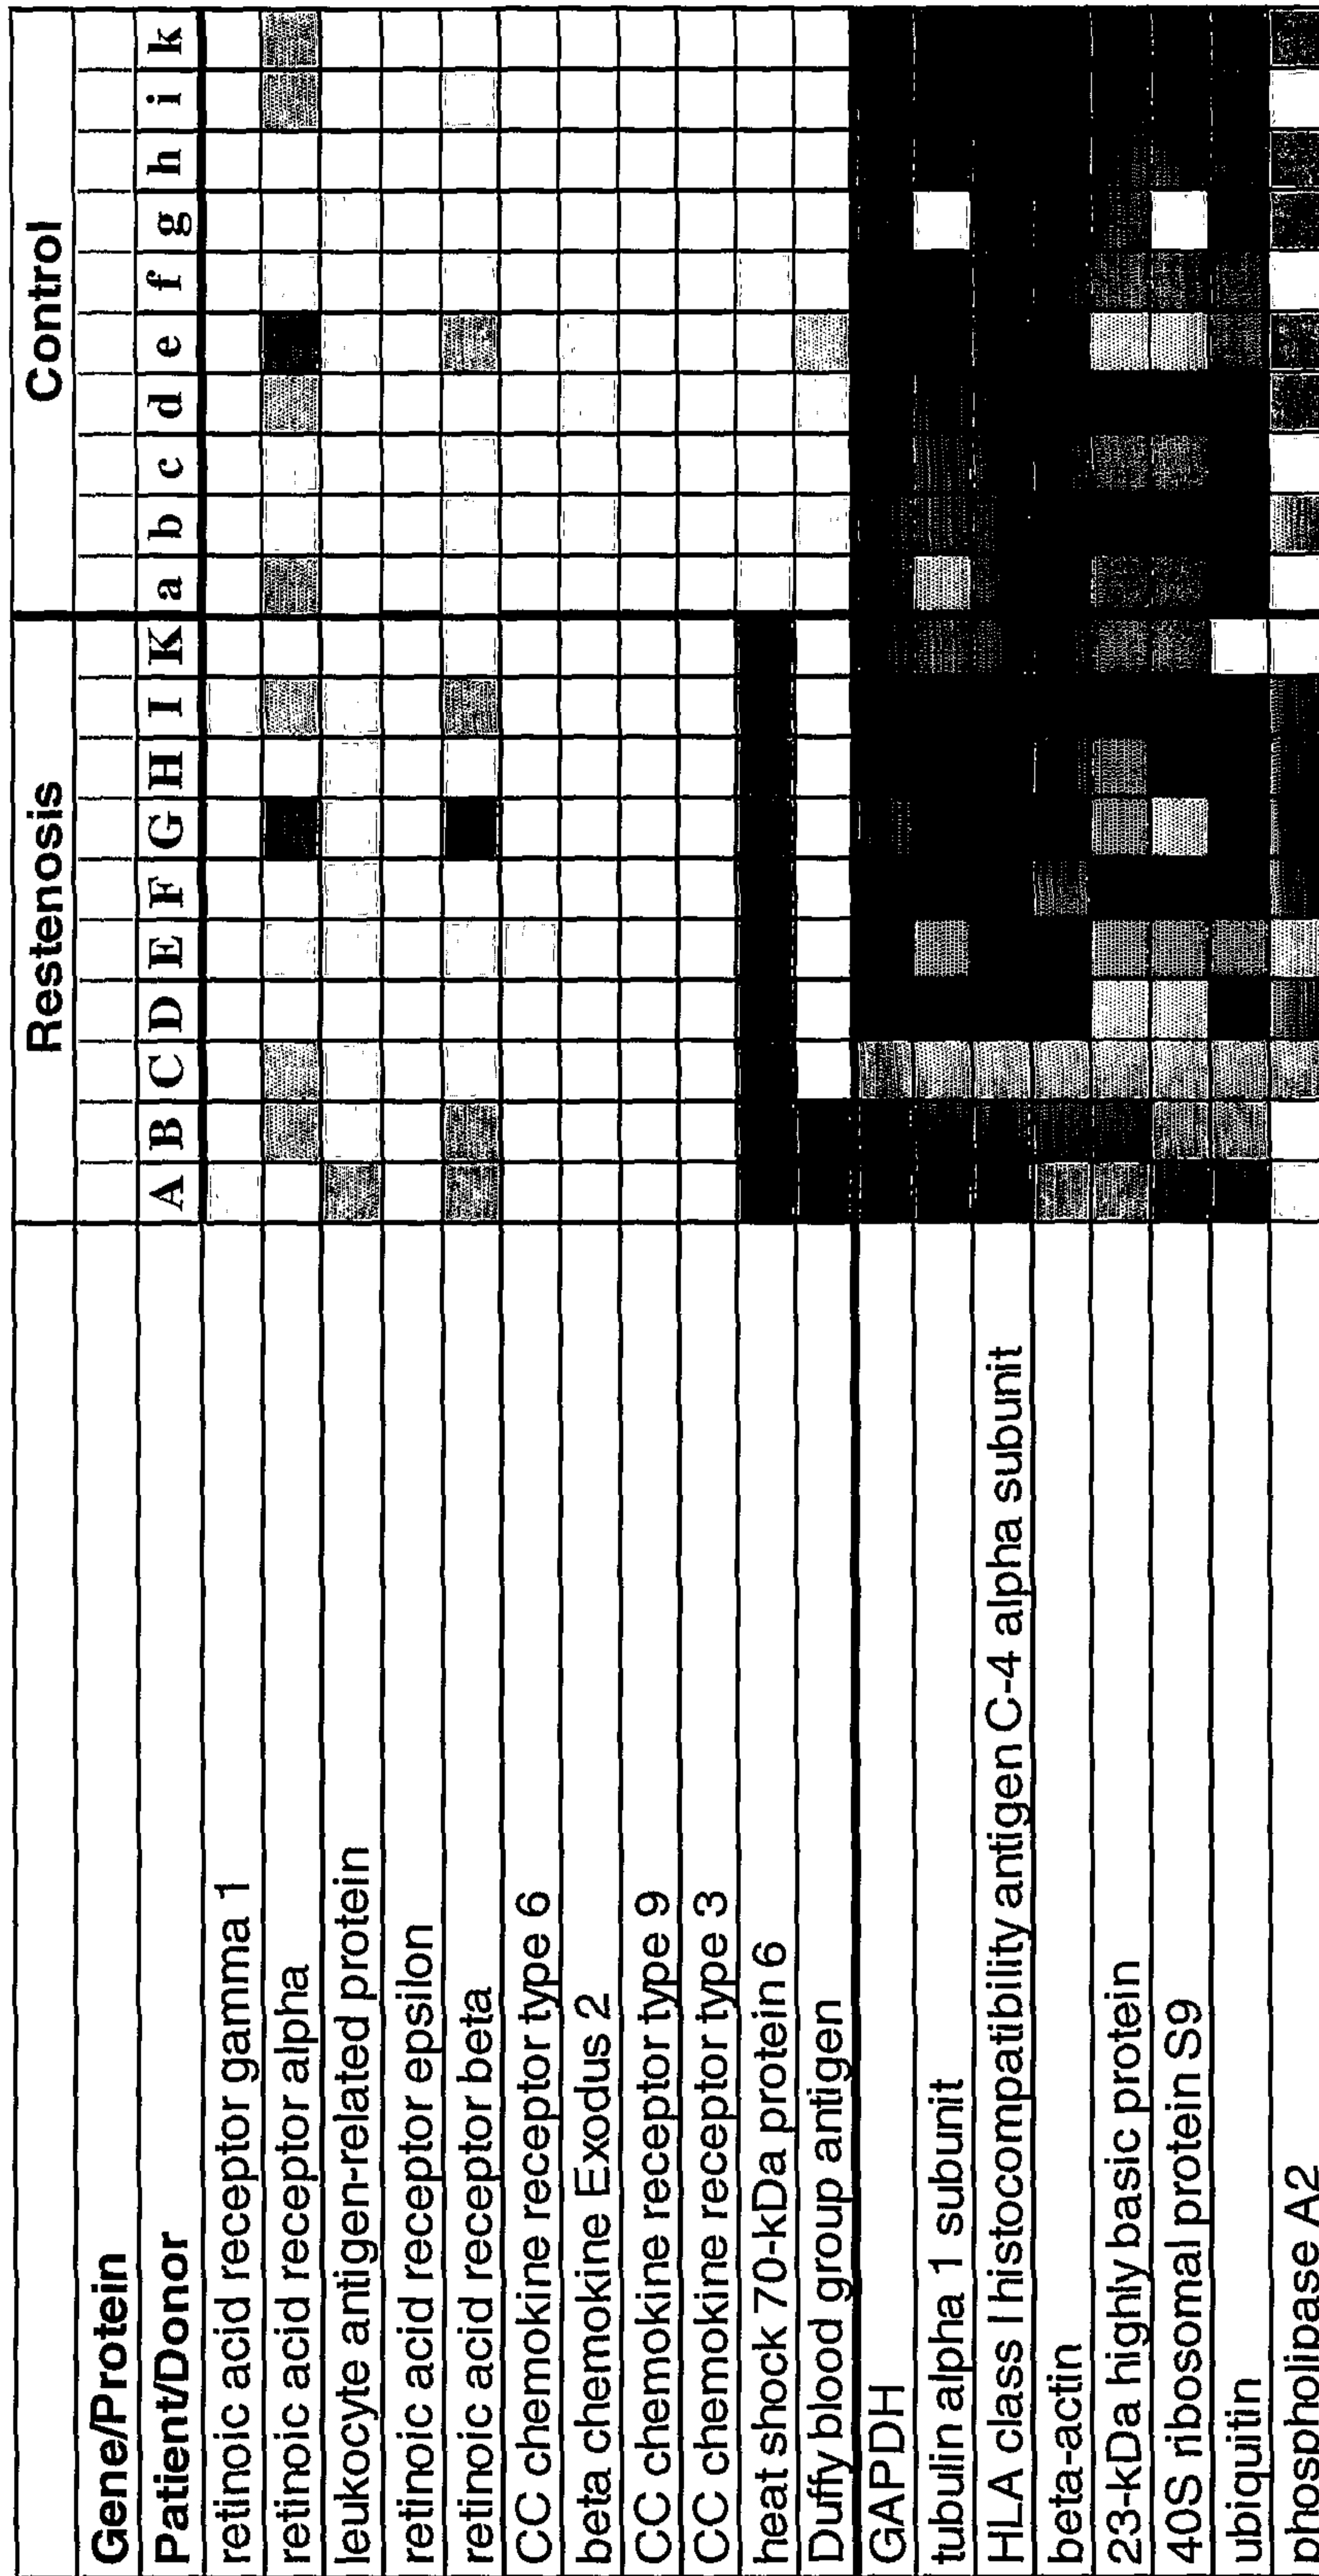 Restenosis Control
Gene/Protein
Patient/Donor A B C D E F G H I K a b c d e f g h i k
retinoic acid receptor gamma 1
retinoic acid receptor alpha
leukocyte antigen-related protein
retinoic acid receptor epsilon
retinoic acid receptor beta
CC chemokine receptor type 6
beta chemokine Exodus 2
CC chemokine receptor type 9
CC chemokine receptor type 3
heat shock 70-kDa protein 6
Duffy blood group antigen
GAPDH
tubulin alpha 1 subunit
HLA class I histocompatibility antigen C-4 alpha subunit
beta-actin
23-kDa highly basic protein
40S ribosomal protein S9
ubiquitin
phospholipase A2